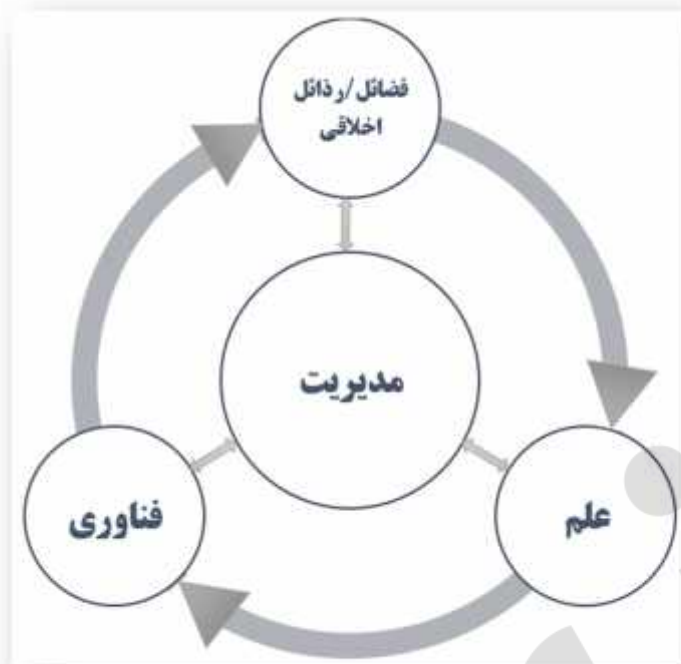 فضائل/رذائل
اخلاقی
مدیریت
فناوری
علم